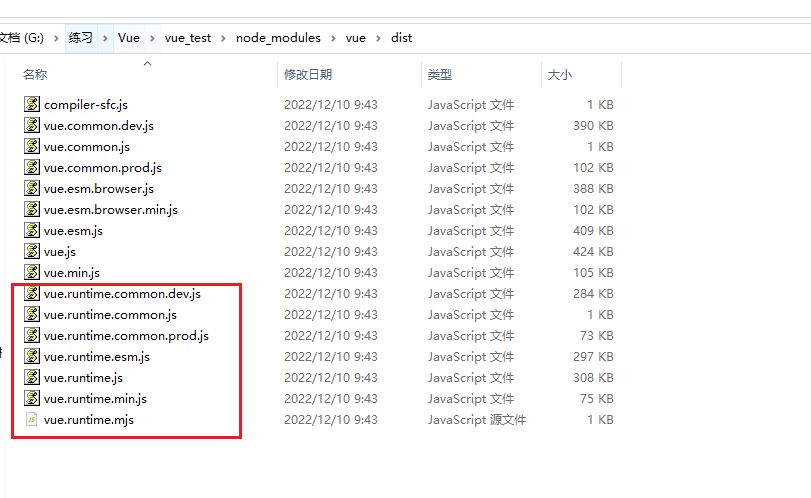 文档 (G:) › 练习 › Vue › vue_test › node_modules › vue › dist
名称 修改日期 类型 大小
compiler-sfc.js 2022/12/10 9:43 JavaScript 文件 1 KB
vue.common.dev.js 2022/12/10 9:43 JavaScript 文件 390 KB
vue.common.js 2022/12/10 9:43 JavaScript 文件 1 KB
vue.common.prod.js 2022/12/10 9:43 JavaScript 文件 102 KB
vue.esm.browser.js 2022/12/10 9:43 JavaScript 文件 388 KB
vue.esm.browser.min.js 2022/12/10 9:43 JavaScript 文件 102 KB
vue.esm.js 2022/12/10 9:43 JavaScript 文件 409 KB
vue.js 2022/12/10 9:43 JavaScript 文件 424 KB
vue.min.js 2022/12/10 9:43 JavaScript 文件 105 KB
vue.runtime.common.dev.js 2022/12/10 9:43 JavaScript 文件 284 KB
vue.runtime.common.js 2022/12/10 9:43 JavaScript 文件 1 KB
vue.runtime.common.prod.js 2022/12/10 9:43 JavaScript 文件 73 KB
vue.runtime.esm.js 2022/12/10 9:43 JavaScript 文件 297 KB
vue.runtime.js 2022/12/10 9:43 JavaScript 文件 308 KB
vue.runtime.min.js 2022/12/10 9:43 JavaScript 文件 75 KB
vue.runtime.mjs 2022/12/10 9:43 JavaScript 源文件 1 KB